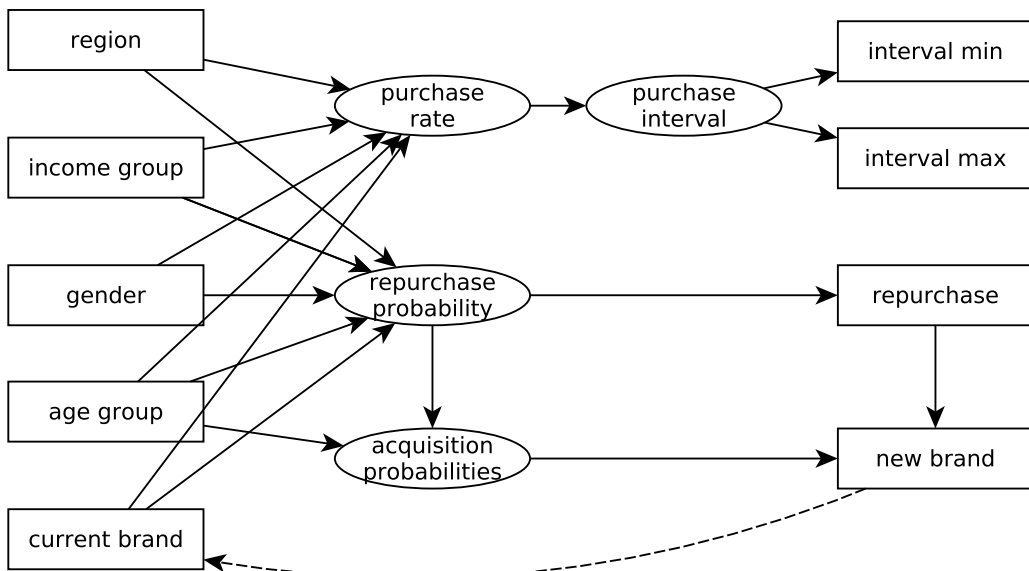 region
income group
gender
age group
current brand
purchase
rate
repurchase
probability
acquisition
probabilities
purchase
interval
interval min
interval max
repurchase
new brand